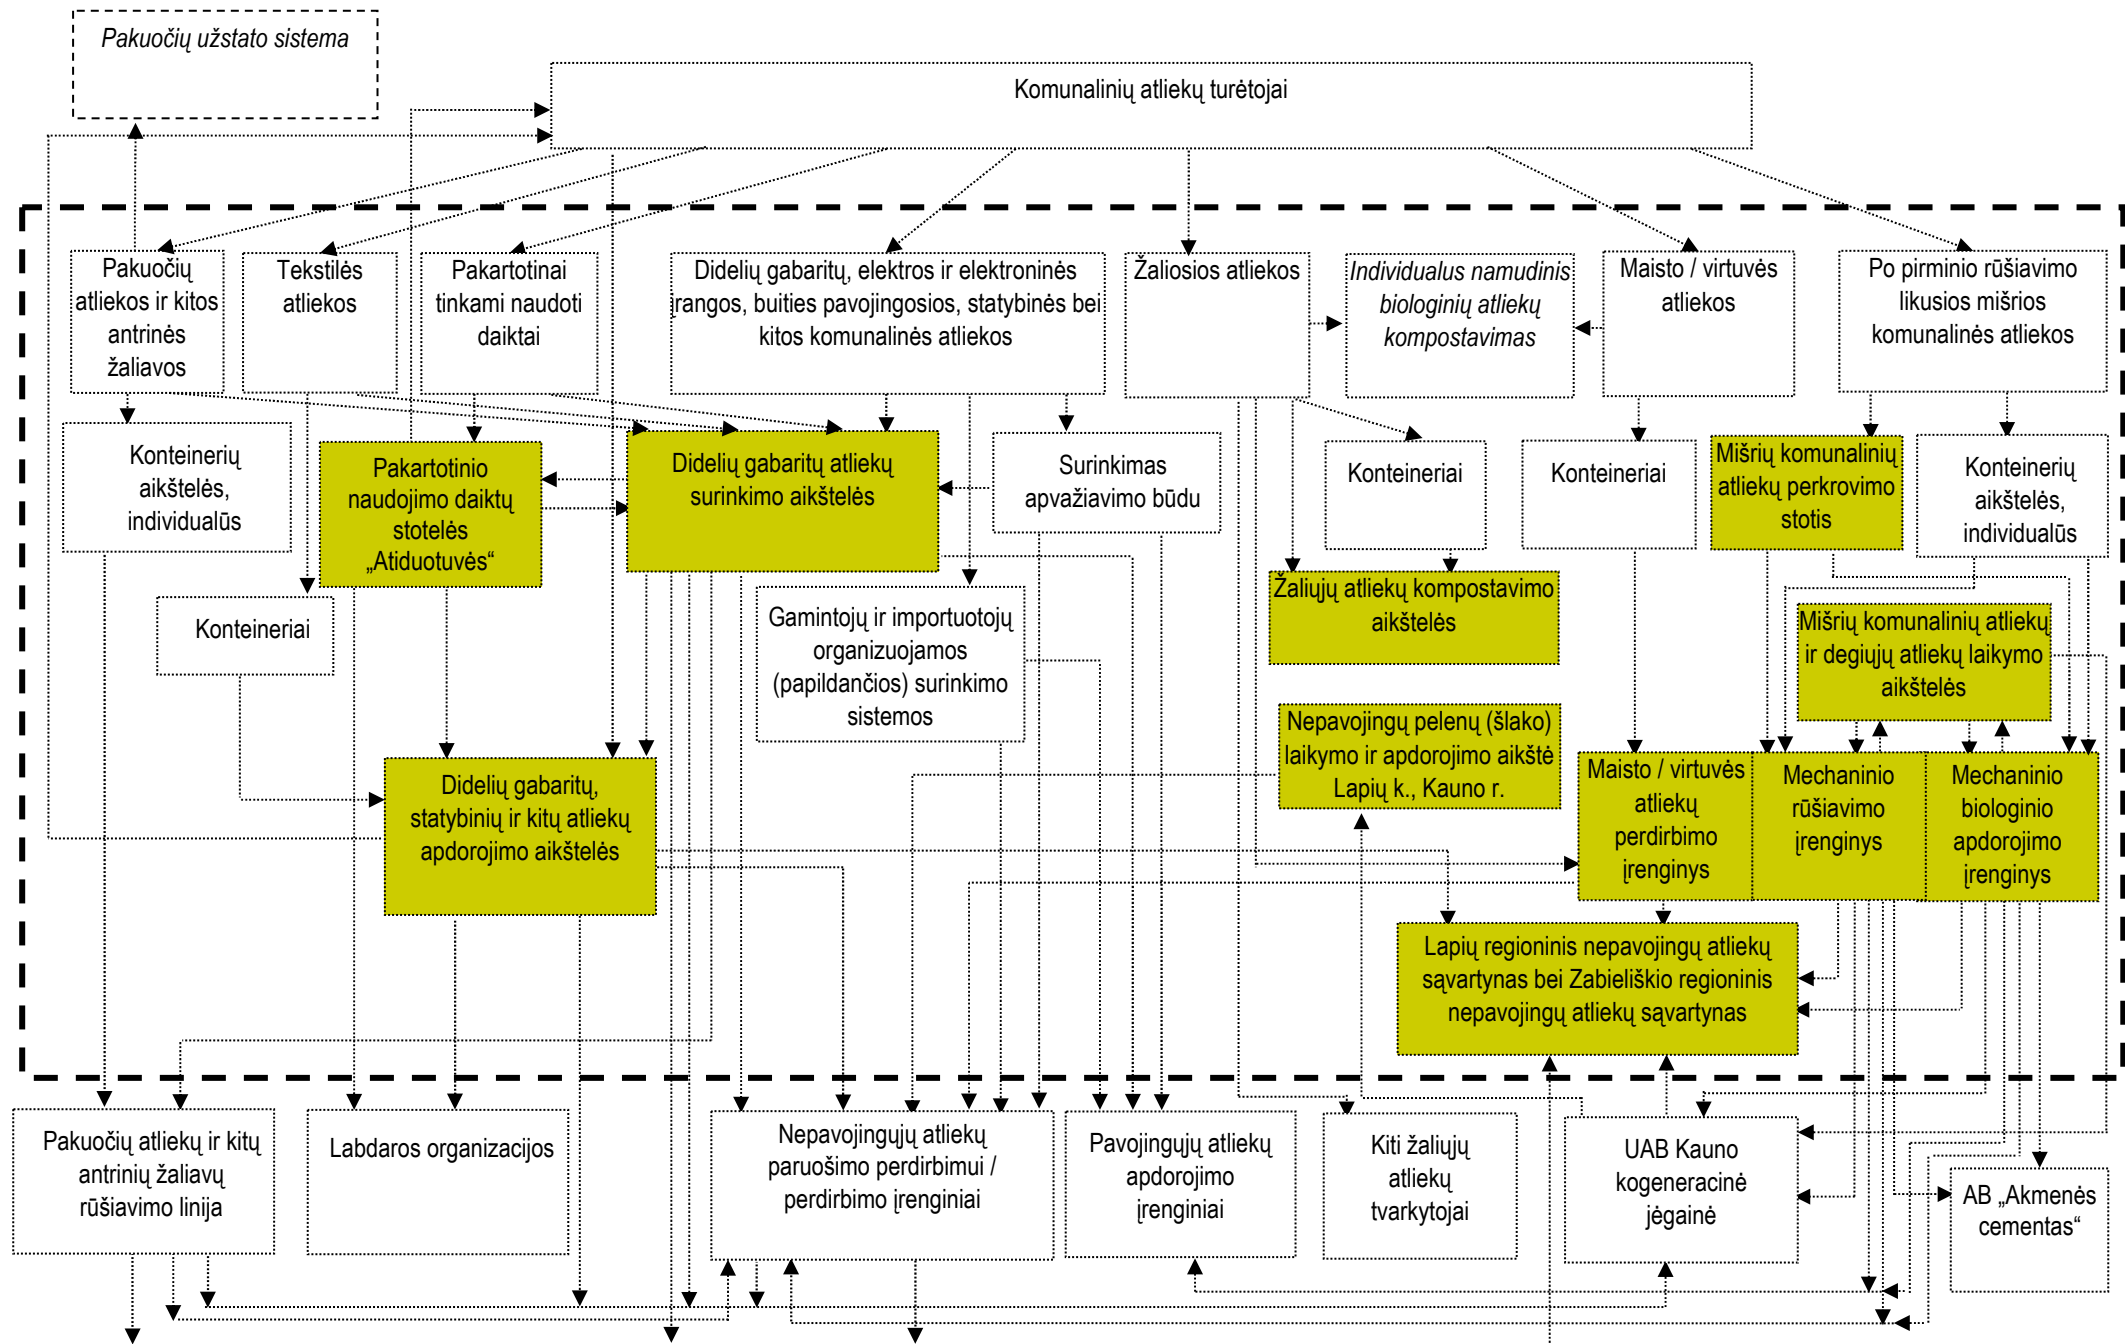 Pakuočių užstato sistema
Komunalinių atliekų turėtojai
Pakuočių
atliekos ir kitos
antrinės
žaliavos
Tekstilės
atliekos
Pakartotinai
tinkami naudoti
daiktai
Didelių gabaritų, elektros ir elektroninės
įrangos, buities pavojingosios, statybinės bei
kitos komunalinės atliekos
Žaliosios atliekos
Individualus namudinis
biologinių atliekų
kompostavimas
Maisto / virtuvės
atliekos
Po pirminio rūšiavimo
likusios mišrios
komunalinės atliekos
Konteinerių
aikštelės,
individualūs
Pakartotinio
naudojimo daiktų
stotelės
„Atiduotuvės“
Didelių gabaritų atliekų
surinkimo aikštelės
Surinkimas
apvažiavimo būdu
Konteineriai
Konteineriai
Mišrių komunalinių
atliekų perkrovimo
stotis
Konteinerių
aikštelės,
individualūs
Konteineriai
Gamintojų ir importuotojų
organizuojamos
(papildančios) surinkimo
sistemos
Žaliųjų atliekų kompostavimo
aikštelės
Mišrių komunalinių atliekų
ir degiųjų atliekų laikymo
aikštelės
Nepavojingų pelenų (šlako)
laikymo ir apdorojimo aikštė
Lapių k., Kauno r.
Didelių gabaritų,
statybinių ir kitų atliekų
apdorojimo aikštelės
Maisto / virtuvės
atliekų
perdirbimo
įrenginys
Mechaninio
rūšiavimo
įrenginys
Mechaninio
biologinio
apdorojimo
įrenginys
Lapių regioninis nepavojingų atliekų
sąvartynas bei Zabieliškio regioninis
nepavojingų atliekų sąvartynas
Pakuočių atliekų ir kitų
antrinių žaliavų
rūšiavimo linija
Labdaros organizacijos
Nepavojingųjų atliekų
paruošimo perdirbimui /
perdirbimo įrenginiai
Pavojingųjų atliekų
apdorojimo
įrenginiai
Kiti žaliųjų
atliekų
tvarkytojai
UAB Kauno
kogeneracinė
jėgainė
AB „Akmenės
cementas“